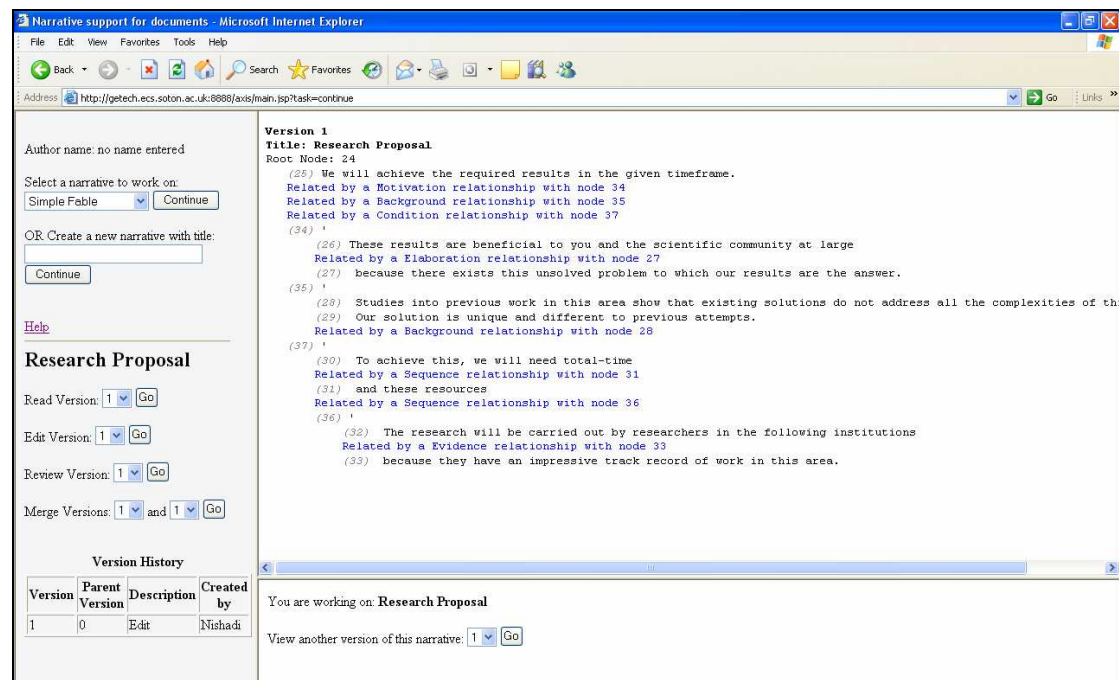 Narrative support for documents - Microsoft Internet Explorer
File Edit View Favorites Tools Help
Back Search Favorites
Address http://getech.ecs.soton.ac.uk:8888/axis/main.jsp?task=continue Go Links »
Author name: no name entered
Select a narrative to work on:
Simple Fable Continue
OR Create a new narrative with title:
Continue
Help
Research Proposal
Read Version: 1 Go
Edit Version: 1 Go
Review Version: 1 Go
Merge Versions: 1 and 1 Go
Version History
Version Parent Version Description Created by
1 0 Edit Nishadi
Version 1
Title: Research Proposal
Root Node: 24
(25) We will achieve the required results in the given timeframe.
Related by a Motivation relationship with node 34
Related by a Background relationship with node 35
Related by a Condition relationship with node 37
(34) '
(26) These results are beneficial to you and the scientific community at large
Related by a Elaboration relationship with node 27
(27) because there exists this unsolved problem to which our results are the answer.
(35) '
(28) Studies into previous work in this area show that existing solutions do not address all the complexities of th
(29) Our solution is unique and different to previous attempts.
Related by a Background relationship with node 28
(37) '
(30) To achieve this, we will need total-time
Related by a Sequence relationship with node 31
(31) and these resources
Related by a Sequence relationship with node 36
(36) '
(32) The research will be carried out by researchers in the following institutions
Related by a Evidence relationship with node 33
(33) because they have an impressive track record of work in this area.
You are working on: Research Proposal
View another version of this narrative: 1 Go